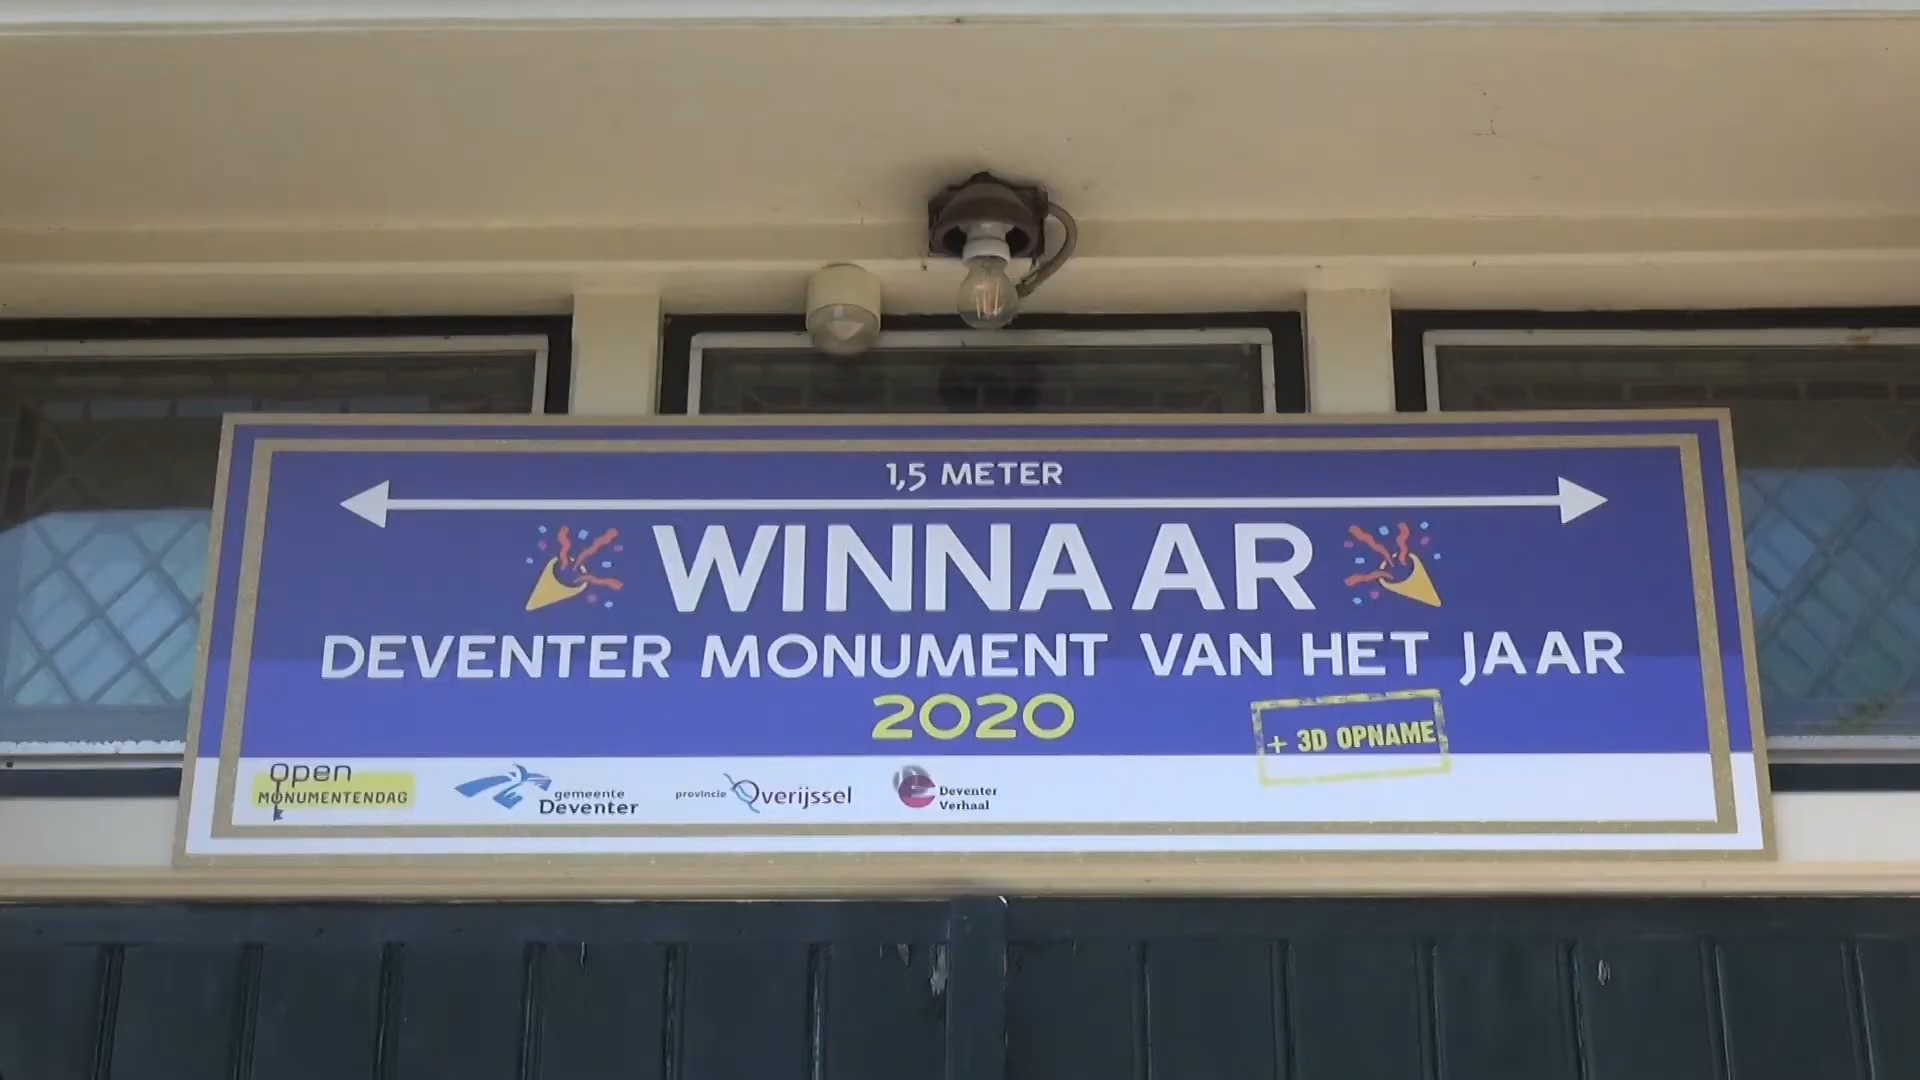 1,5 METER
WINNAAR
DEVENTER MONUMENT VAN HET JAAR
2020
+ 3D OPNAME
Open
MONUMENTENDAG
gemeente
Deventer
provincie Overijssel
Deventer
Verhaal